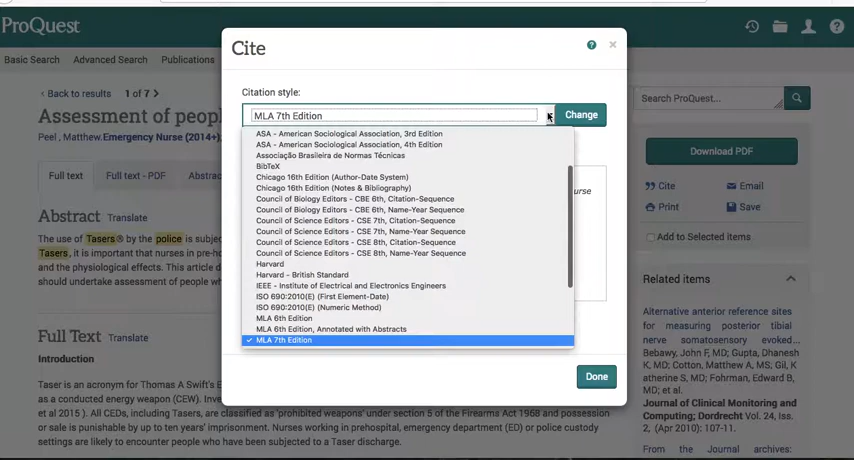 ProQuest
Basic Search Advanced Search Publications
Back to results 1 of 7
Assessment of peop
Peel , Matthew. Emergency Nurse (2014+);
Full text Full text - PDF Abstrac
Abstract Translate
The use of Tasers® by the police is subjec
Tasers, it is important that nurses in pre-ho
and the physiological effects. This article d
should undertake assessment of people wh
Full Text Translate
Introduction
Taser is an acronym for Thomas A Swift's E
as a conducted energy weapon (CEW). Inve
et al 2015 ). All CEDs, including Tasers, are classified as 'prohibited weapons' under section 5 of the Firearms Act 1968 and possession
or sale is punishable by up to ten years' imprisonment. Nurses working in prehospital, emergency department (ED) or police custody
settings are likely to encounter people who have been subjected to a Taser discharge.
Cite
?
×
Citation style:
MLA 7th Edition
Change
ASA - American Sociological Association, 3rd Edition
ASA - American Sociological Association, 4th Edition
Associação Brasileira de Normas Técnicas
BibTeX
Chicago 16th Edition (Author-Date System)
Chicago 16th Edition (Notes & Bibliography)
Council of Biology Editors - CBE 6th, Citation-Sequence
Council of Biology Editors - CBE 6th, Name-Year Sequence
Council of Science Editors - CSE 7th, Citation-Sequence
Council of Science Editors - CSE 7th, Name-Year Sequence
Council of Science Editors - CSE 8th, Citation-Sequence
Council of Science Editors - CSE 8th, Name-Year Sequence
Harvard
Harvard - British Standard
IEEE - Institute of Electrical and Electronics Engineers
ISO 690:2010(E) (First Element-Date)
ISO 690:2010(E) (Numeric Method)
MLA 6th Edition
MLA 6th Edition, Annotated with Abstracts
MLA 7th Edition
urse
Done
?
Search ProQuest...
Download PDF
Cite Email
Print Save
Add to Selected items
Related items
Alternative anterior reference sites
for measuring posterior tibial
nerve somatosensory evoked...
Bebawy, John F, MD; Gupta, Dhanesh
K, MD; Cotton, Matthew A, MS; Gil, K
atherine S, MD; Fohrman, Edward B,
MD; et al.
Journal of Clinical Monitoring and
Computing; Dordrecht Vol. 24, Iss.
2, (Apr 2010): 107-11.
From the Journal archives: